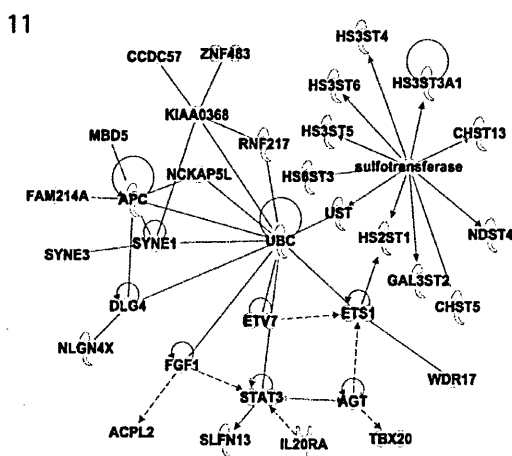 11
HS3ST4
CCDC57
ZNF483
HS3ST3A1
HS3ST6
KIAA0368
HS3ST5
CHST13
MBD5
RNF217
NCKAP5L
sulfotransferase
HS6ST3
FAM214A
APC
UST
SYNE1
UBC
HS2ST1
NDST4
SYNE3
GAL3ST2
DLG4
CHST5
ETV7
ETS1
NLGN4X
FGF1
WDR17
STAT3
AGT
ACPL2
SLFN13
IL20RA
TBX20